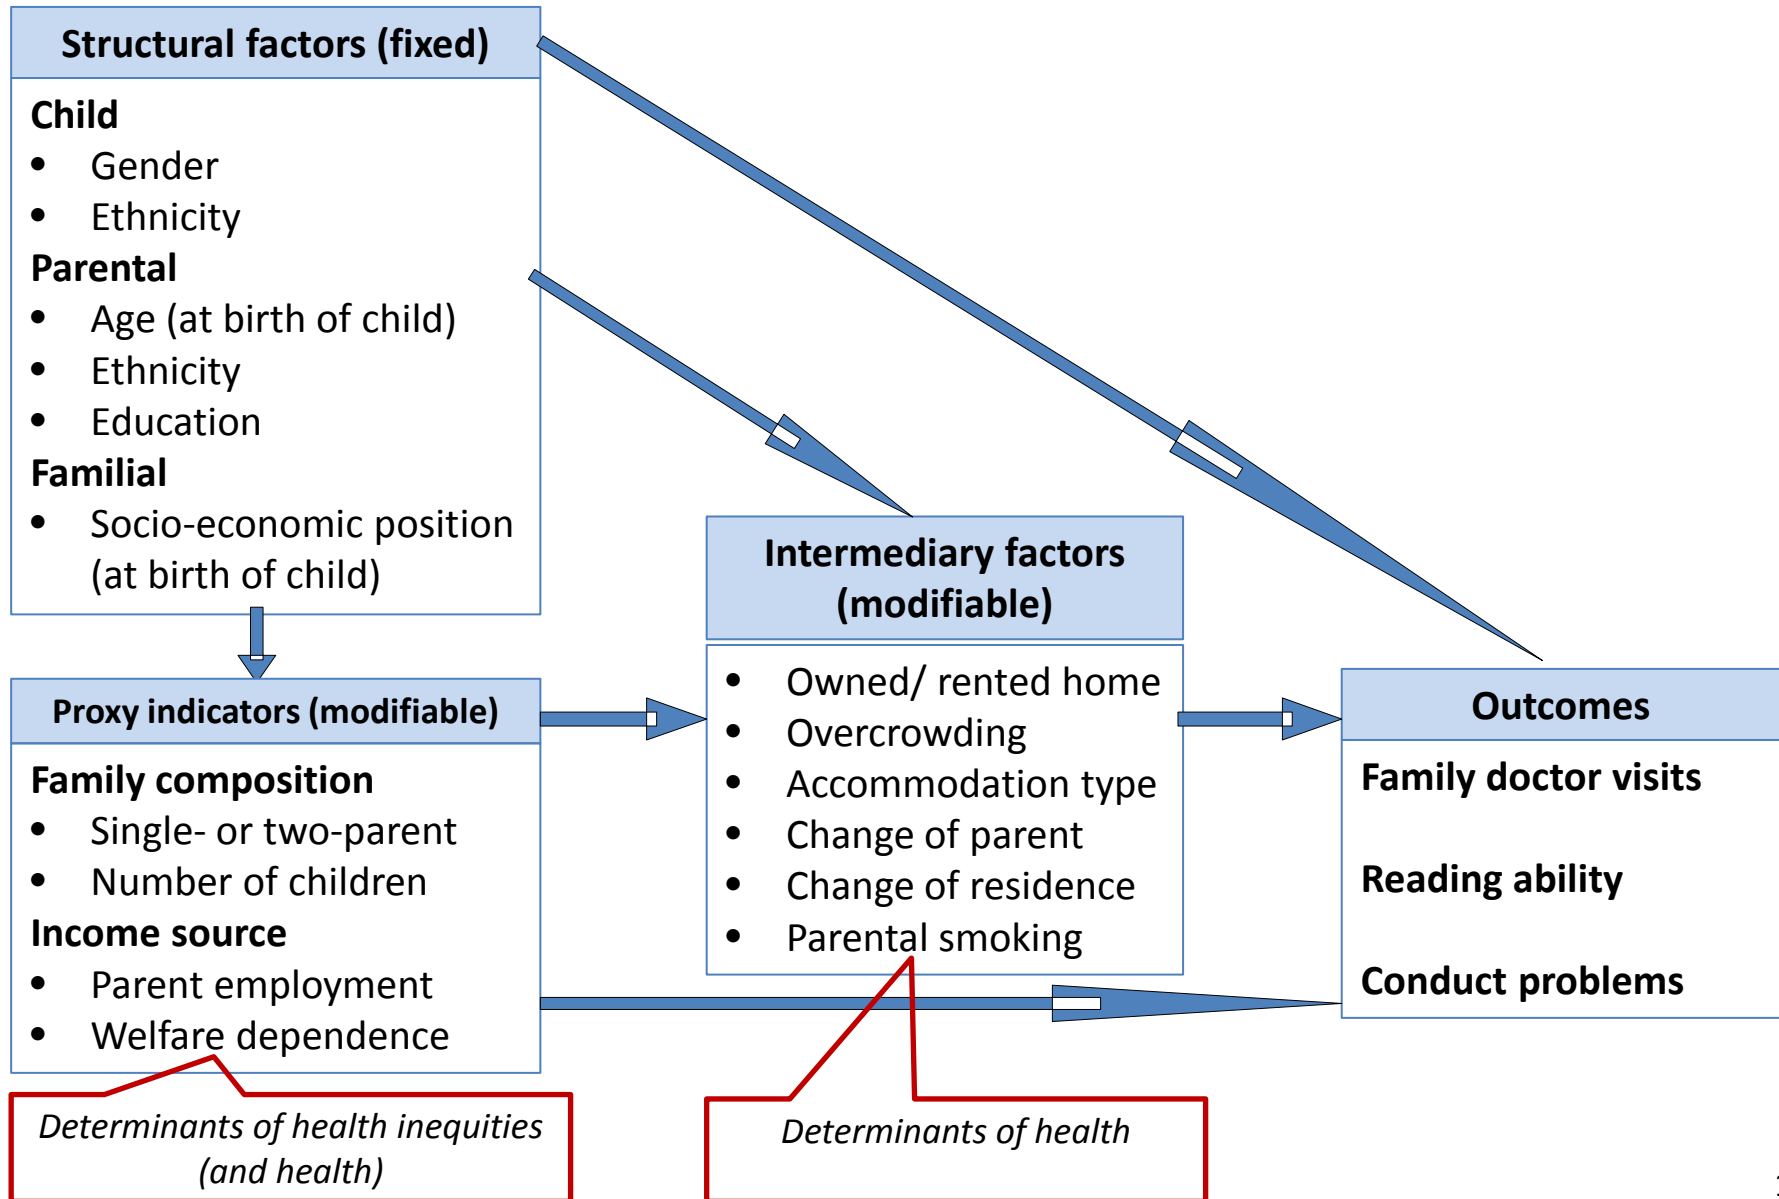 Structural factors (fixed)
Child
• Gender
• Ethnicity
Parental
• Age (at birth of child)
• Ethnicity
• Education
Familial
• Socio-economic position
(at birth of child)
Proxy indicators (modifiable)
Family composition
• Single- or two-parent
• Number of children
Income source
• Parent employment
• Welfare dependence
Determinants of health inequities
(and health)
Intermediary factors
(modifiable)
• Owned/ rented home
• Overcrowding
• Accommodation type
• Change of parent
• Change of residence
• Parental smoking
Determinants of health
Outcomes
Family doctor visits
Reading ability
Conduct problems